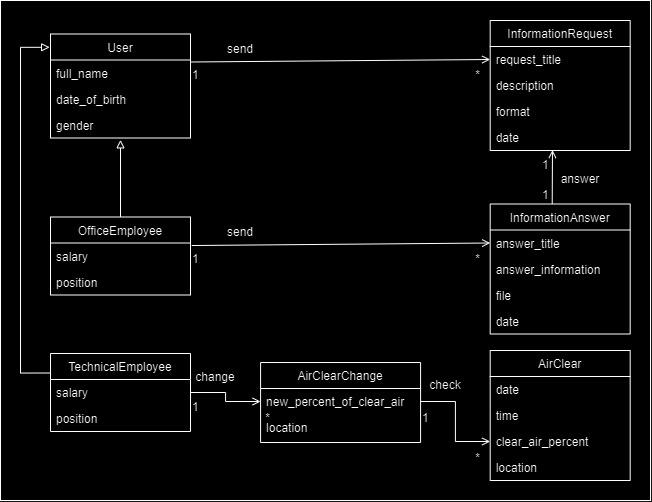 User
full_name
date_of_birth
gender
send
1
*
InformationRequest
request_title
description
format
date
1
answer
1
OfficeEmployee
salary
position
send
1
*
InformationAnswer
answer_title
answer_information
file
date
TechnicalEmployee
salary
position
change
1
AirClearChange
new_percent_of_clear_air
*
location
check
1
*
AirClear
date
time
clear_air_percent
location